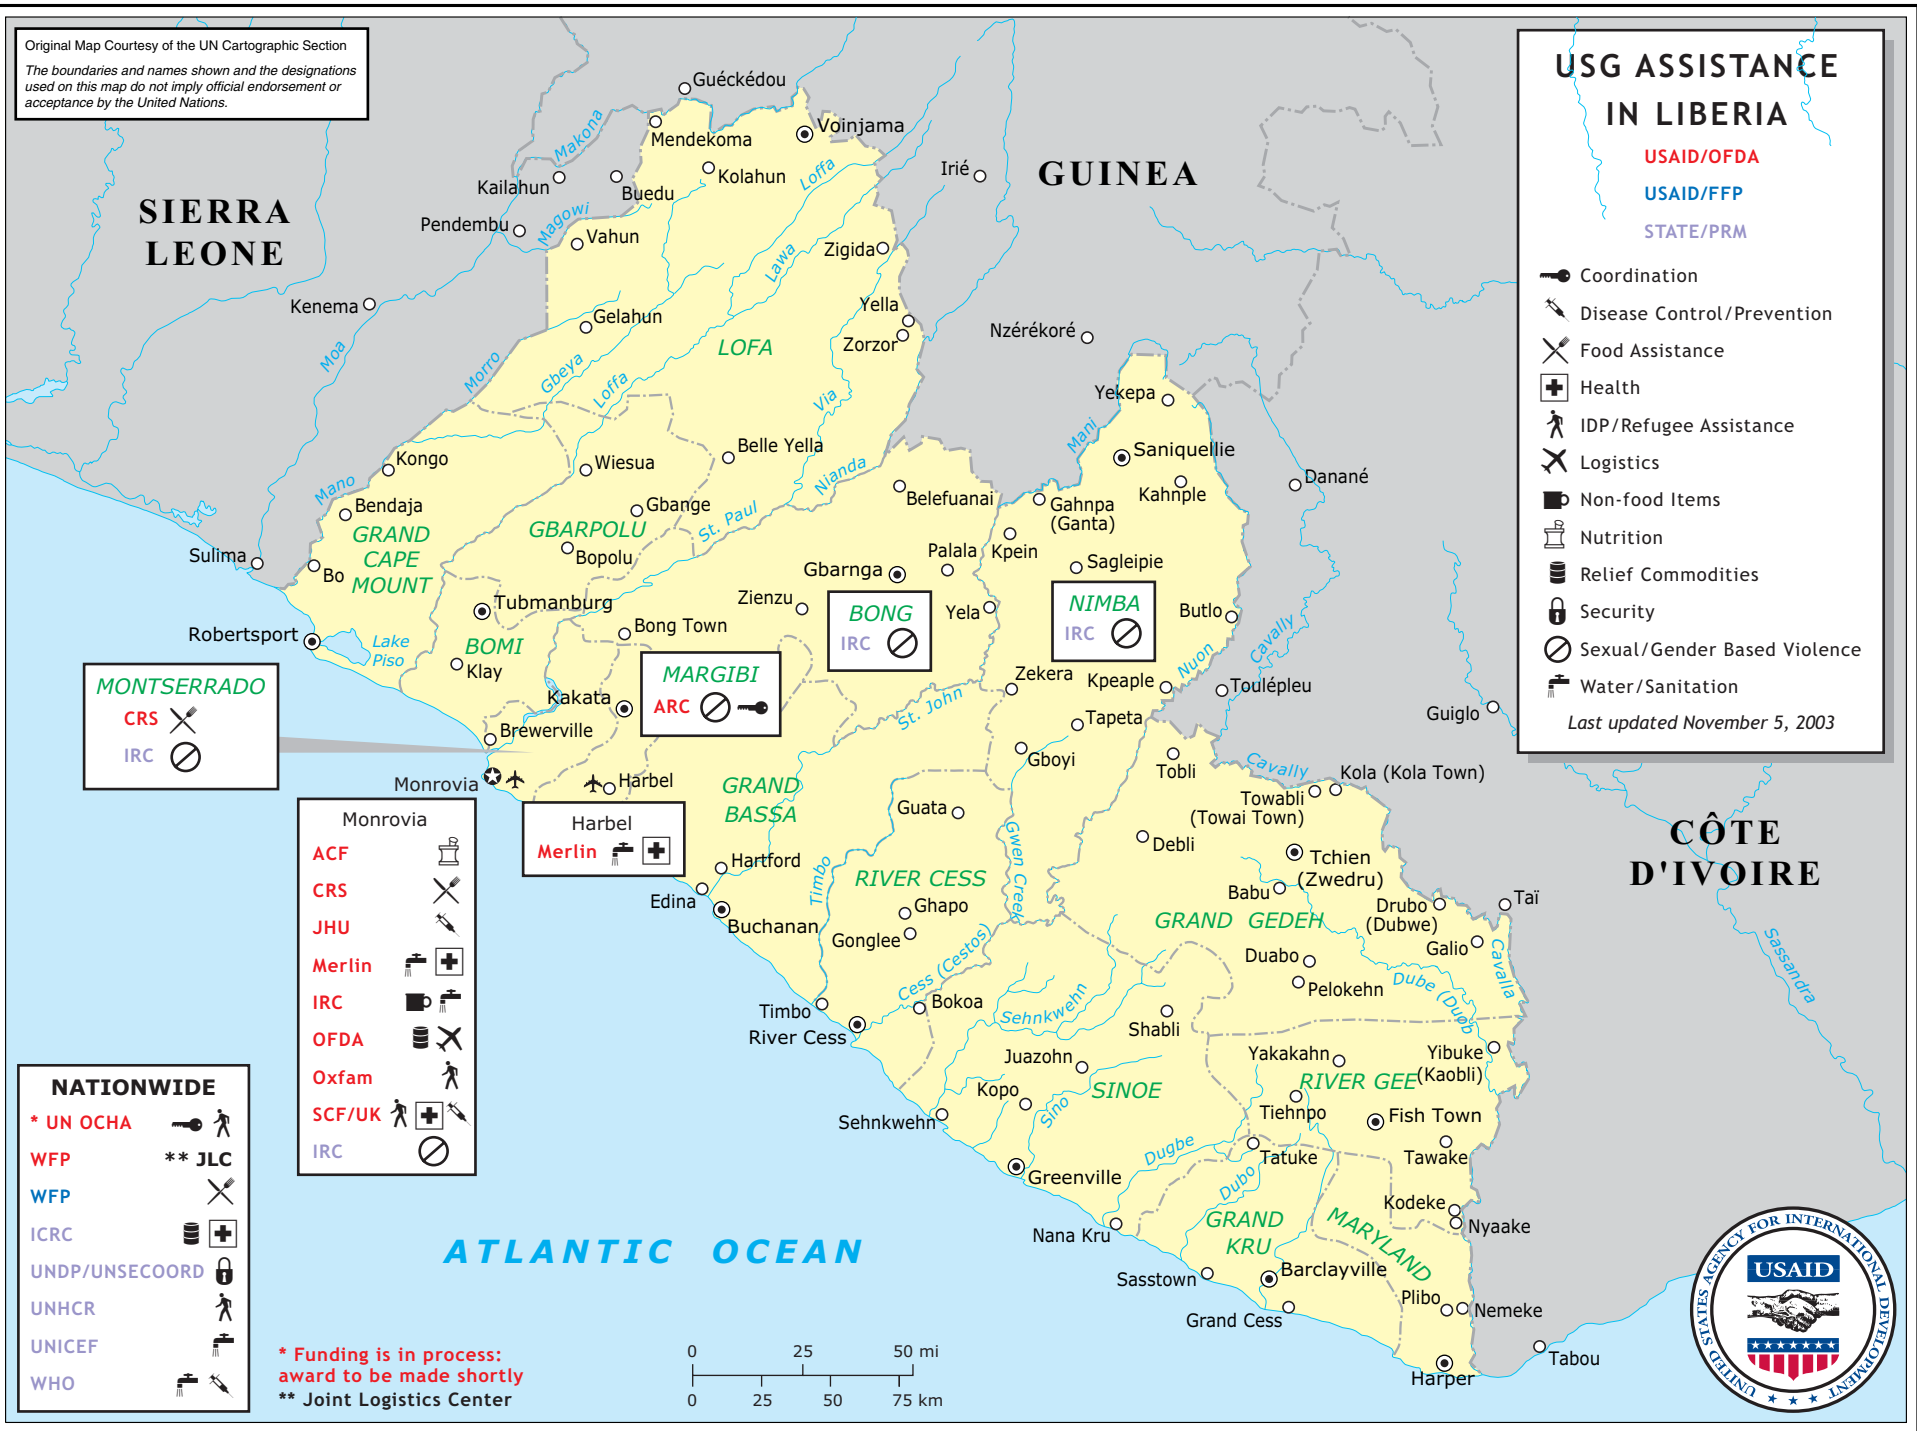 Original Map Courtesy of the UN Cartographic Section
The boundaries and names shown and the designations
used on this map do not imply official endorsement or
acceptance by the United Nations.
USG ASSISTANCE
IN LIBERIA
USAID/OFDA
USAID/FFP
STATE/PRM
Coordination
Disease Control/Prevention
Food Assistance
Health
IDP/Refugee Assistance
Logistics
Non-food Items
Nutrition
Relief Commodities
Security
Sexual/Gender Based Violence
Water/Sanitation
Last updated November 5, 2003
SIERRA
LEONE
GUINEA
CÔTE
D'IVOIRE
ATLANTIC OCEAN
Guéckédou
Mendekoma
Voinjama
Makona
Kolahun
Loffa
Irié
Kailahun
Buedu
Pendembu
Magowi
Vahun
Zigida
Lawa
Kenema
Gelahun
Yella
Zorzor
Nzérékoré
LOFA
Moa
Morro
Gbeya
Loffa
Via
Yekepa
Mani
Saniquellie
Kahnple
Danané
Kongo
Wiesua
Belle Yella
Nianda
Mano
Bendaja
Gbange
St. Paul
Belefuanai
Gahnpa
(Ganta)
GRAND
CAPE
MOUNT
GBARPOLU
Bopolu
Sulima
Bo
Palala
Kpein
Gbarnga
Sagleipie
Tubmanburg
Zienzu
Yela
Butlo
Robertsport
Lake
Piso
BOMI
Klay
Bong Town
BONG
IRC
NIMBA
IRC
Cavally
Nuon
MONTSERRADO
CRS
IRC
MARGIBI
ARC
Kakata
Zekera
Kpeaple
Toulépleu
Guiglo
Brewerville
St. John
Tapeta
Gboyi
Tobli
Cavally
Kola (Kola Town)
Monrovia
Harbel
GRAND
BASSA
Towabli
(Towai Town)
Guata
Debli
Tchien
(Zwedru)
Gwen Creek
Monrovia
ACF
CRS
JHU
Merlin
IRC
OFDA
Oxfam
SCF/UK
IRC
Harbel
Merlin
Hartford
Edina
Buchanan
Timbo
RIVER CESS
Ghapo
Gonglee
Babu
GRAND GEDEH
Drubo
(Dubwe)
Taï
Galio
Cavalla
Sassandra
Duabo
Pelokehn
Dube (Duob
Cess (Cestos)
Timbo
Bokoa
River Cess
Sehnkwehn
Shabli
Juazohn
Yakakahn
Yibuke
(Kaobli)
Kopo
SINOE
RIVER GEE
Sino
Tiehnpo
Fish Town
Sehnkwehn
Dugbe
Tatuke
Tawake
Greenville
Dubo
Kodeke
Nyaake
Nana Kru
GRAND
KRU
MARYLAND
Sasstown
Barclayville
Plibo
Nemeke
Grand Cess
Harper
Tabou
NATIONWIDE
* UN OCHA
WFP ** JLC
WFP
ICRC
UNDP/UNSECOORD
UNHCR
UNICEF
WHO
* Funding is in process:
award to be made shortly
** Joint Logistics Center
0 25 50 mi
0 25 50 75 km
UNITED STATES AGENCY FOR INTERNATIONAL DEVELOPMENT
USAID